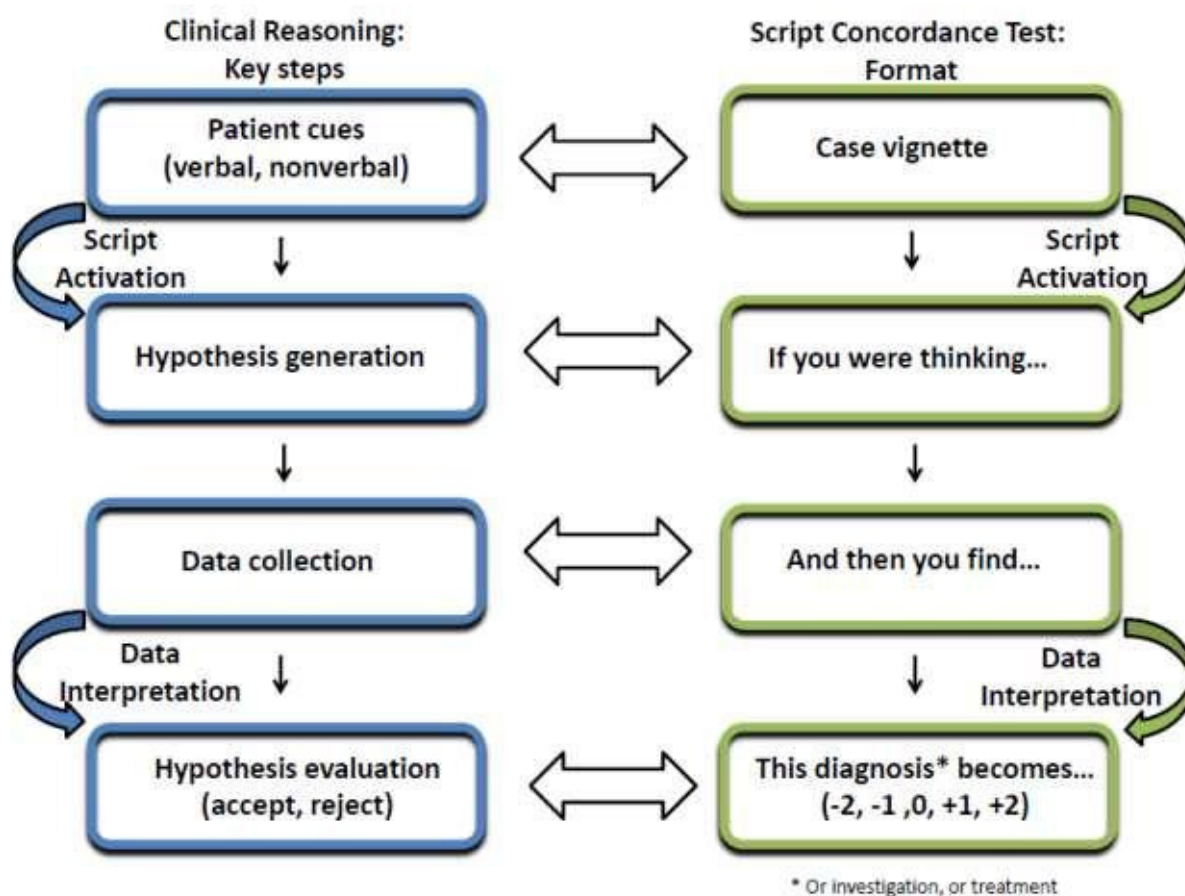 Clinical Reasoning:
Key steps
Script Concordance Test:
Format
Patient cues
(verbal, nonverbal)
Case vignette
Script
Activation
Script
Activation
Hypothesis generation
If you were thinking...
Data collection
And then you find...
Data
Interpretation
Data
Interpretation
Hypothesis evaluation
(accept, reject)
This diagnosis* becomes...
(-2, -1 ,0, +1, +2)
* Or investigation, or treatment